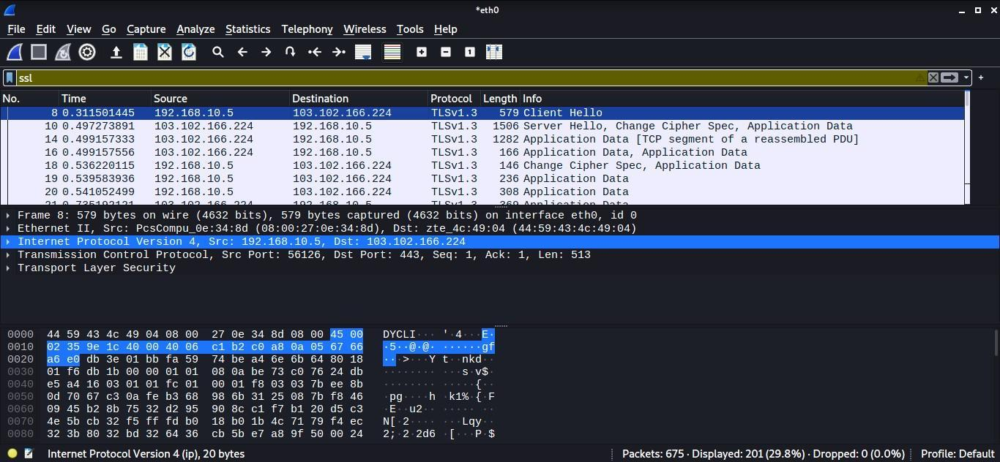 *eth0
File Edit View Go Capture Analyze Statistics Telephony Wireless Tools Help
ssl
No. Time Source Destination Protocol Length Info
8 0.311501445 192.168.10.5 103.102.166.224 TLSv1.3 579 Client Hello
10 0.497273891 103.102.166.224 192.168.10.5 TLSv1.3 1506 Server Hello, Change Cipher Spec, Application Data
14 0.499157333 103.102.166.224 192.168.10.5 TLSv1.3 1282 Application Data [TCP segment of a reassembled PDU]
16 0.499157556 103.102.166.224 192.168.10.5 TLSv1.3 166 Application Data, Application Data
18 0.536220115 192.168.10.5 103.102.166.224 TLSv1.3 146 Change Cipher Spec, Application Data
19 0.539583936 192.168.10.5 103.102.166.224 TLSv1.3 236 Application Data
20 0.541052499 192.168.10.5 103.102.166.224 TLSv1.3 308 Application Data
103.102.166.224 192.168.10.5 TLSv1.3 Application Data
Frame 8: 579 bytes on wire (4632 bits), 579 bytes captured (4632 bits) on interface eth0, id 0
Ethernet II, Src: PcsCompu_0e:34:8d (08:00:27:0e:34:8d), Dst: zte_4c:49:04 (44:59:43:4c:49:04)
Internet Protocol Version 4, Src: 192.168.10.5, Dst: 103.102.166.224
Transmission Control Protocol, Src Port: 56126, Dst Port: 443, Seq: 1, Ack: 1, Len: 513
Transport Layer Security
0000 44 59 43 4c 49 04 08 00 27 0e 34 8d 08 00 45 00 DYCLI··· '·4···E·
0010 02 35 9e 1c 40 00 40 06 c1 b2 c0 a8 0a 05 67 66 ·5··@·@· ······gf
0020 a6 e0 db 3e 01 bb fa 59 74 be a4 6e 6b 64 80 18 ···>···Y t··nkd··
0030 01 f6 db 1b 00 00 01 01 08 0a be 73 c0 76 24 db ········ ···s·v$·
0040 e5 a4 16 03 01 01 fc 01 00 01 f8 03 03 7b ee 8b ········ ·····{··
0050 0d 70 67 c3 0a fe b3 68 98 6b 31 25 08 7b f8 46 ·pg····h ·k1%·{·F
0060 09 45 b2 8b 75 32 d2 95 90 8c c1 f7 b1 20 d5 c3 ·E··u2·· ····· ··
0070 4e 5b cb 32 f5 ff fd b0 18 b0 1b 4c 71 79 f4 ec N[·2···· ···Lqy··
0080 32 3b 80 32 bd 32 64 36 cb 5b e7 a8 9f 50 00 24 2;·2·2d6 ·[···P·$
Internet Protocol Version 4 (ip), 20 bytes Packets: 675 · Displayed: 201 (29.8%) · Dropped: 0 (0.0%) Profile: Default